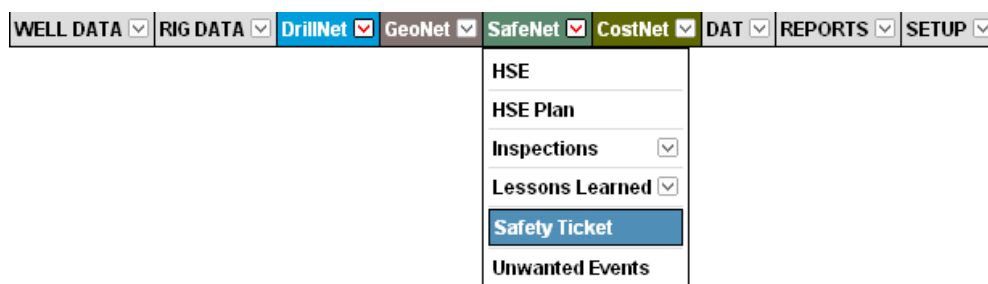 WELL DATA RIG DATA DrillNet GeoNet SafeNet CostNet DAT REPORTS SETUP
HSE
HSE Plan
Inspections
Lessons Learned
Safety Ticket
Unwanted Events